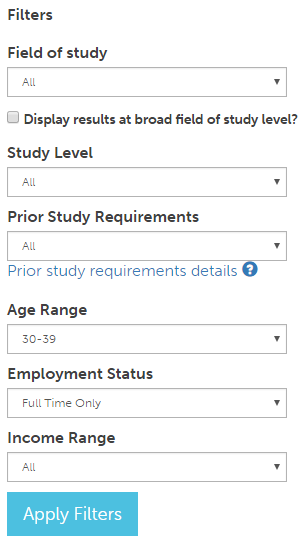 Filters
Field of study
All
Display results at broad field of study level?
Study Level
All
Prior Study Requirements
All
Prior study requirements details ?
Age Range
30-39
Employment Status
Full Time Only
Income Range
All
Apply Filters